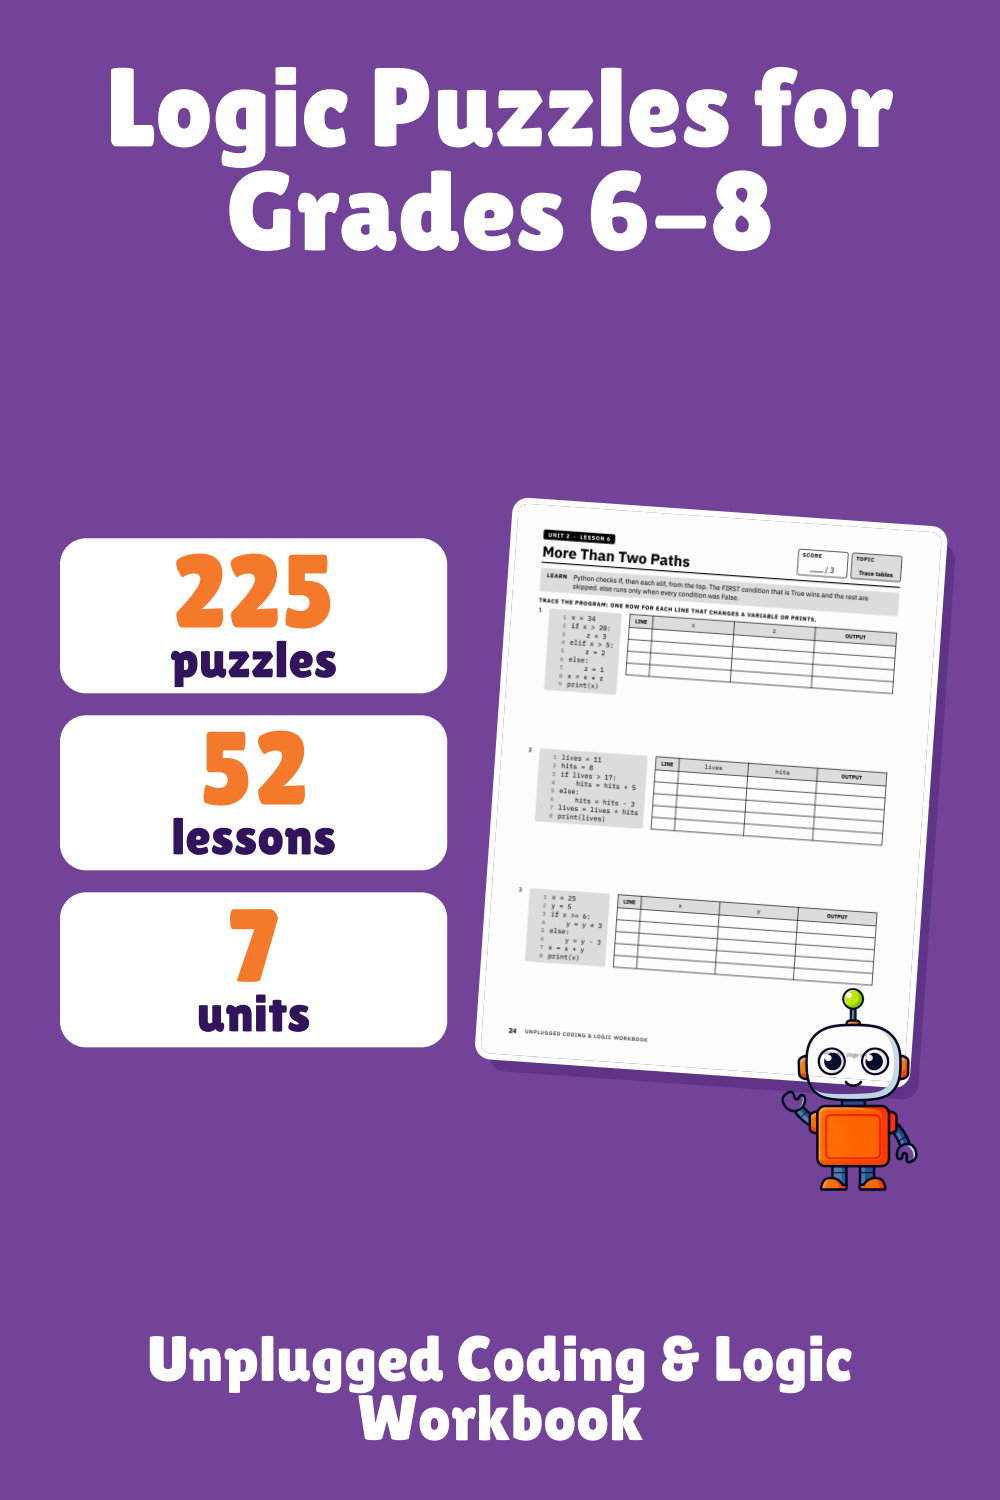 Logic Puzzles for
Grades 6–8
225
puzzles
52
lessons
7
units
UNIT 2 · LESSON 6
More Than Two Paths
SCORE
___ / 3
TOPIC
Trace tables
LEARN Python checks if, then each elif, from the top. The FIRST condition that is True wins and the rest are
skipped. else runs only when every condition was False.
TRACE THE PROGRAM: ONE ROW FOR EACH LINE THAT CHANGES A VARIABLE OR PRINTS.
1
1 x = 34
2 if x > 20:
3 z = 3
4 elif x > 5:
5 z = 2
6 else:
7 z = 1
8 x = x * z
9 print(x)
LINE x z OUTPUT
2
1 lives = 11
2 hits = 8
3 if lives > 17:
4 hits = hits + 5
5 else:
6 hits = hits - 3
7 lives = lives + hits
8 print(lives)
LINE lives hits OUTPUT
3
1 x = 25
2 y = 5
3 if x >= 6:
4 y = y + 3
5 else:
6 y = y - 3
7 x = x + y
8 print(x)
LINE x y OUTPUT
24 UNPLUGGED CODING & LOGIC WORKBOOK
Unplugged Coding & Logic
Workbook